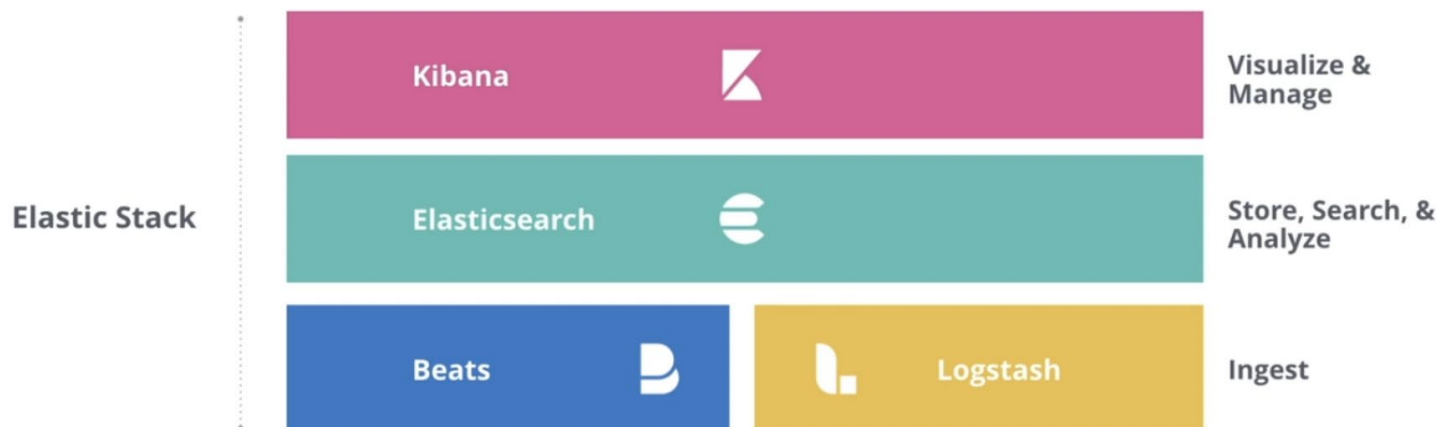 Kibana
Visualize &
Manage
Elastic Stack
Elasticsearch
Store, Search, &
Analyze
Beats
Logstash
Ingest